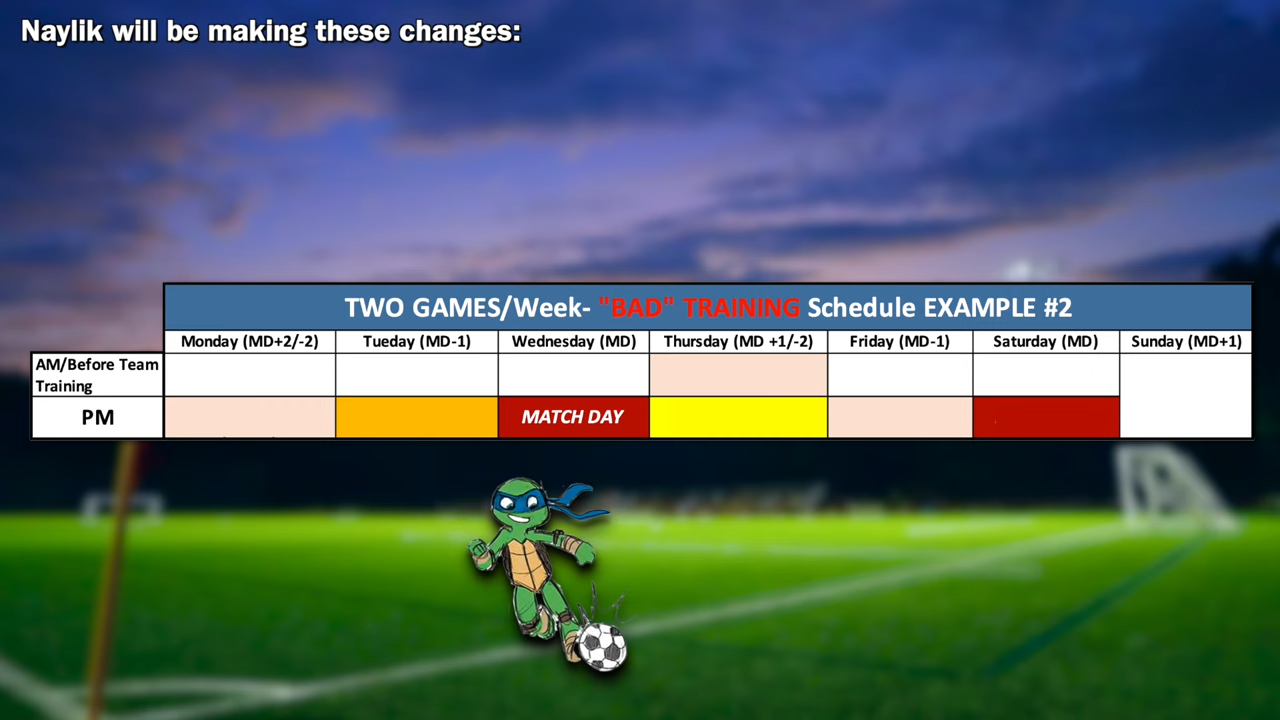 Naylik will be making these changes:
TWO GAMES/Week- "BAD" TRAINING Schedule EXAMPLE #2
Monday (MD+2/-2) Tueday (MD-1) Wednesday (MD) Thursday (MD +1/-2) Friday (MD-1) Saturday (MD) Sunday (MD+1)
AM/Before Team
Training
PM MATCH DAY